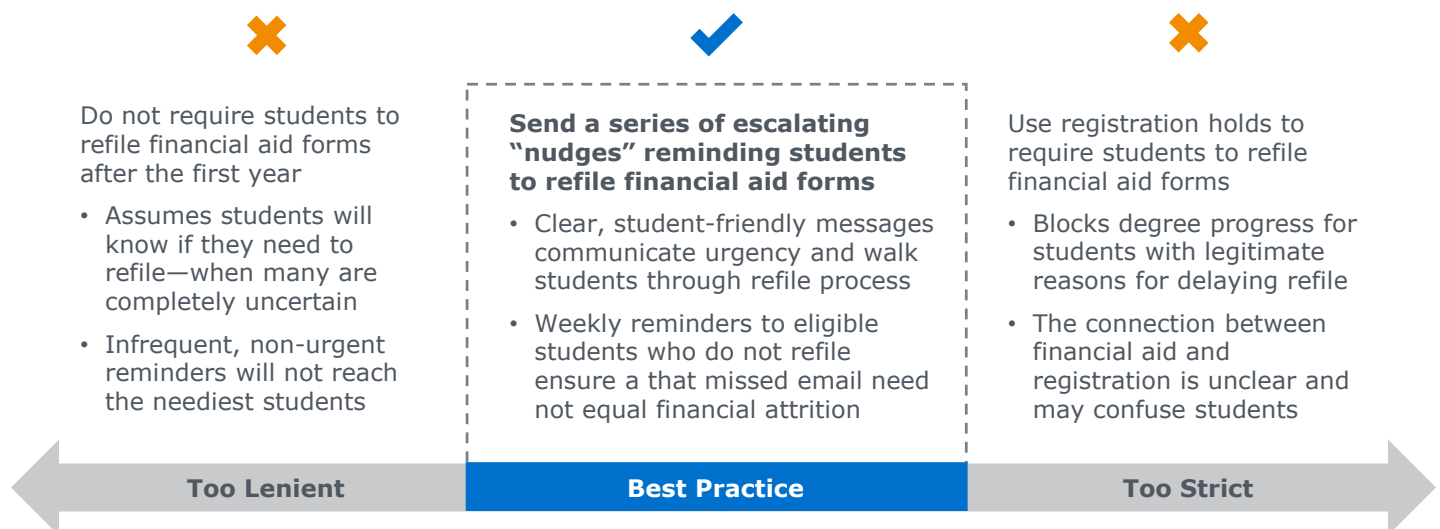 Do not require students to
refile financial aid forms
after the first year
• Assumes students will
know if they need to
refile—when many are
completely uncertain
• Infrequent, non-urgent
reminders will not reach
the neediest students
Send a series of escalating
“nudges” reminding students
to refile financial aid forms
• Clear, student-friendly messages
communicate urgency and walk
students through refile process
• Weekly reminders to eligible
students who do not refile
ensure a that missed email need
not equal financial attrition
Use registration holds to
require students to refile
financial aid forms
• Blocks degree progress for
students with legitimate
reasons for delaying refile
• The connection between
financial aid and
registration is unclear and
may confuse students
Too Lenient
Best Practice
Too Strict